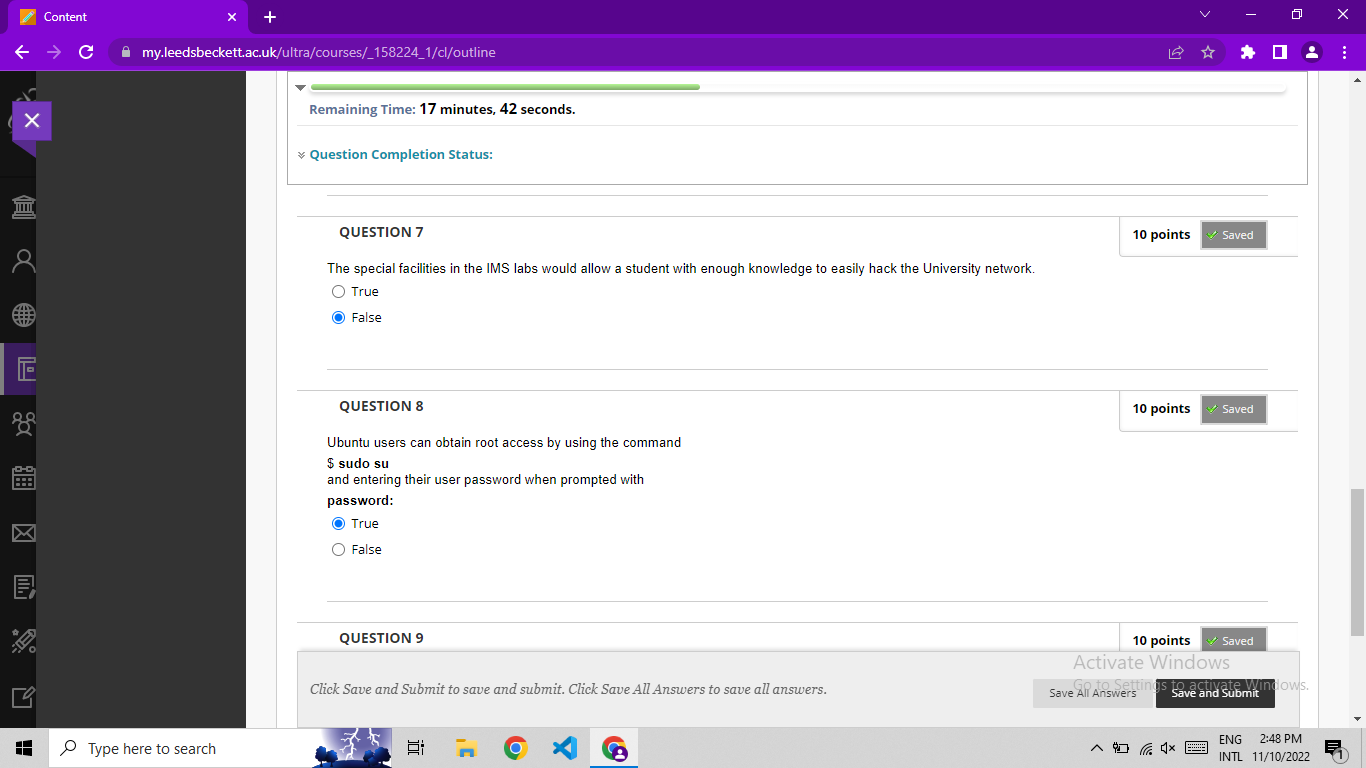 Content
my.leedsbeckett.ac.uk/ultra/courses/_158224_1/cl/outline
Remaining Time: 17 minutes, 42 seconds.
Question Completion Status:
QUESTION 7
10 points
Saved
The special facilities in the IMS labs would allow a student with enough knowledge to easily hack the University network.
True
False
QUESTION 8
10 points
Saved
Ubuntu users can obtain root access by using the command
$ sudo su
and entering their user password when prompted with
password:
True
False
QUESTION 9
10 points
Saved
Click Save and Submit to save and submit. Click Save All Answers to save all answers.
Save All Answers
Save and Submit
Activate Windows
Go to Settings to activate Windows.
Type here to search
ENG
INTL
2:48 PM
11/10/2022
1